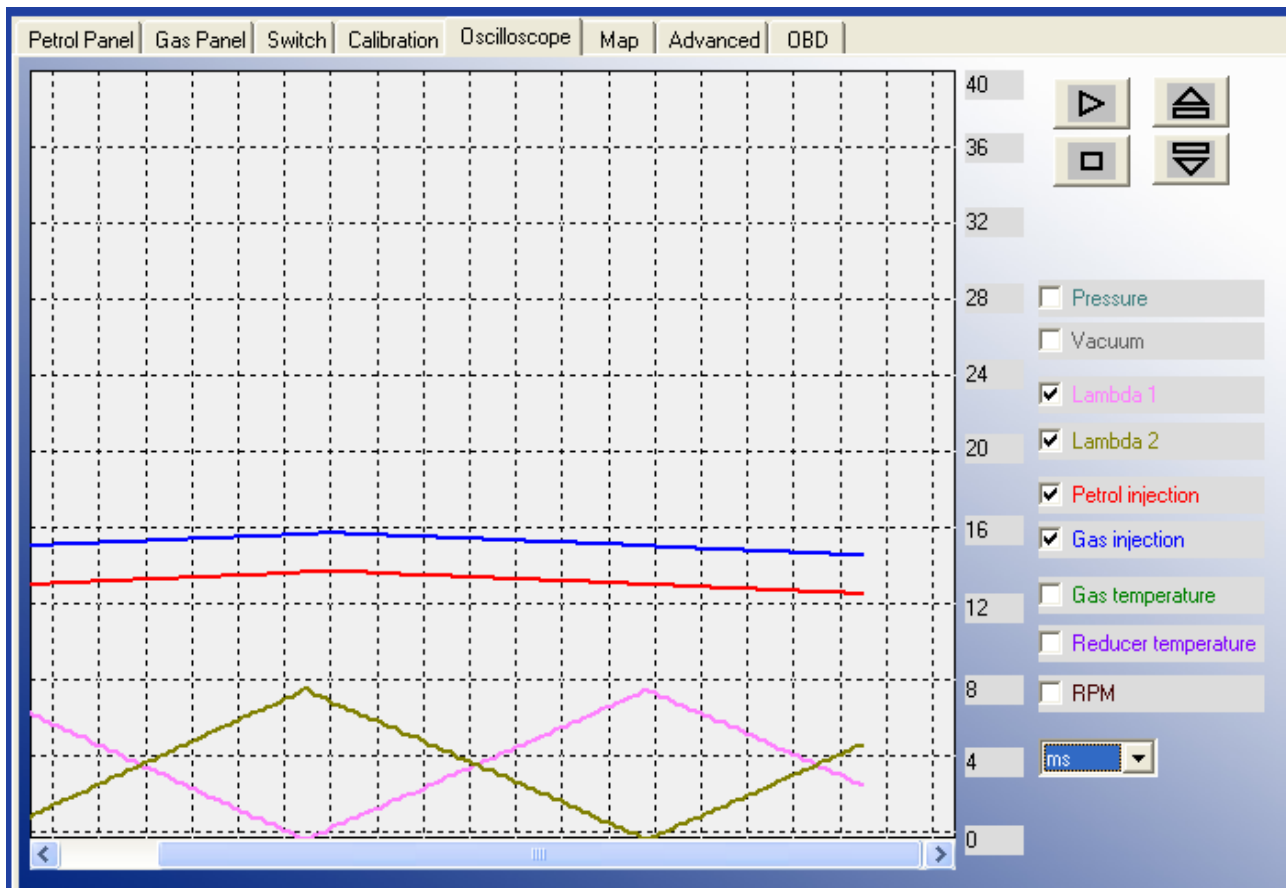 Petrol Panel Gas Panel Switch Calibration Oscilloscope Map Advanced OBD
40
36
32
28
24
20
16
12
8
4
0
Pressure
Vacuum
Lambda 1
Lambda 2
Petrol injection
Gas injection
Gas temperature
Reducer temperature
RPM
ms